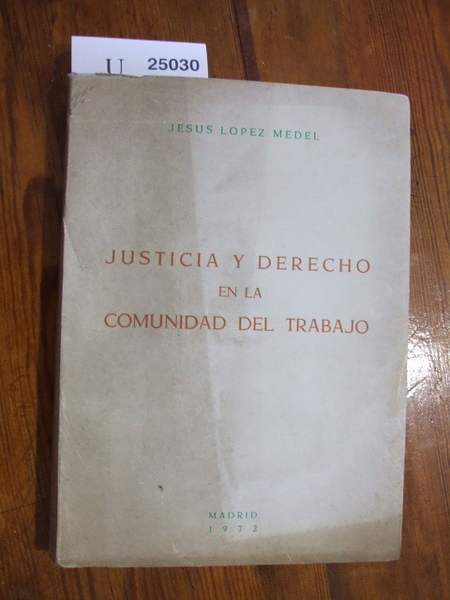 U 25030
JESUS LOPEZ MEDEL
JUSTICIA Y DERECHO
EN LA
COMUNIDAD DEL TRABAJO
MADRID
1972